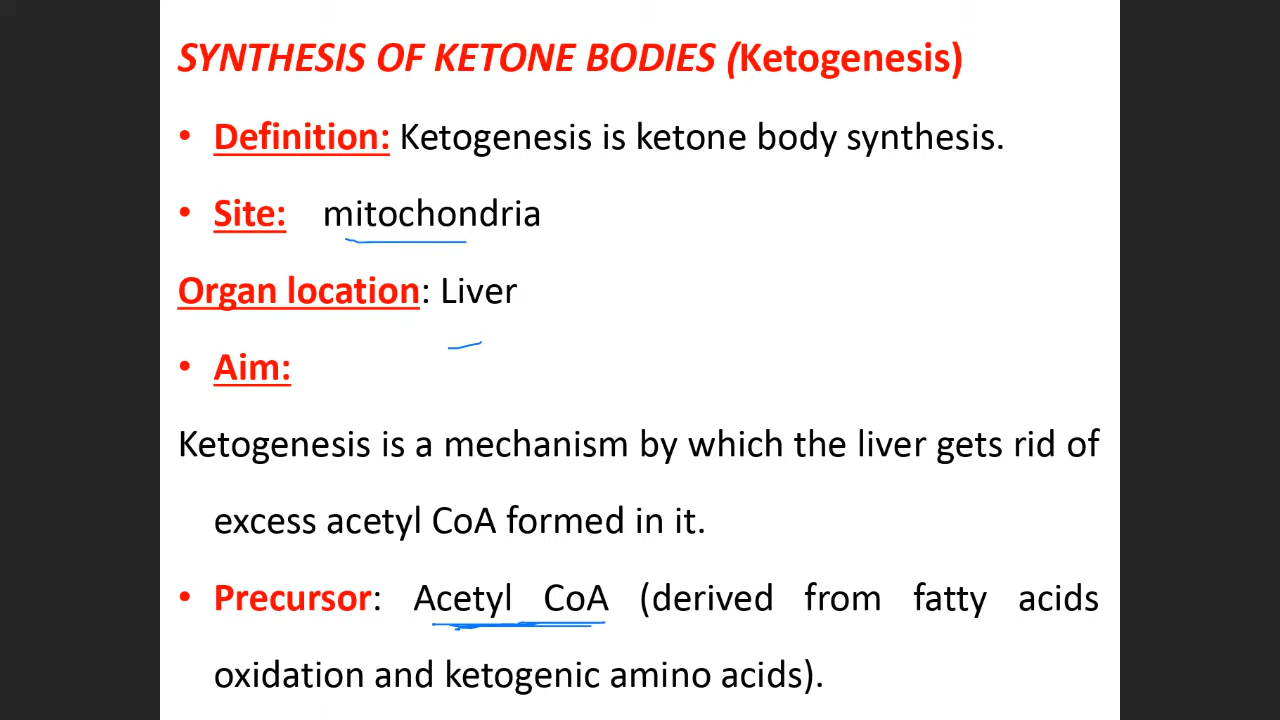 SYNTHESIS OF KETONE BODIES (Ketogenesis)
• Definition: Ketogenesis is ketone body synthesis.
• Site: mitochondria
Organ location: Liver
• Aim:
Ketogenesis is a mechanism by which the liver gets rid of
excess acetyl CoA formed in it.
• Precursor: Acetyl CoA (derived from fatty acids
oxidation and ketogenic amino acids).